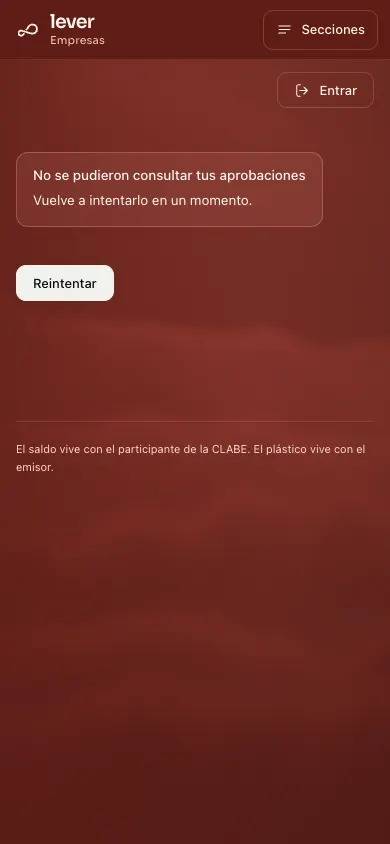 lever
Empresas
Secciones
Entrar
No se pudieron consultar tus aprobaciones
Vuelve a intentarlo en un momento.
Reintentar
El saldo vive con el participante de la CLABE. El plástico vive con el
emisor.